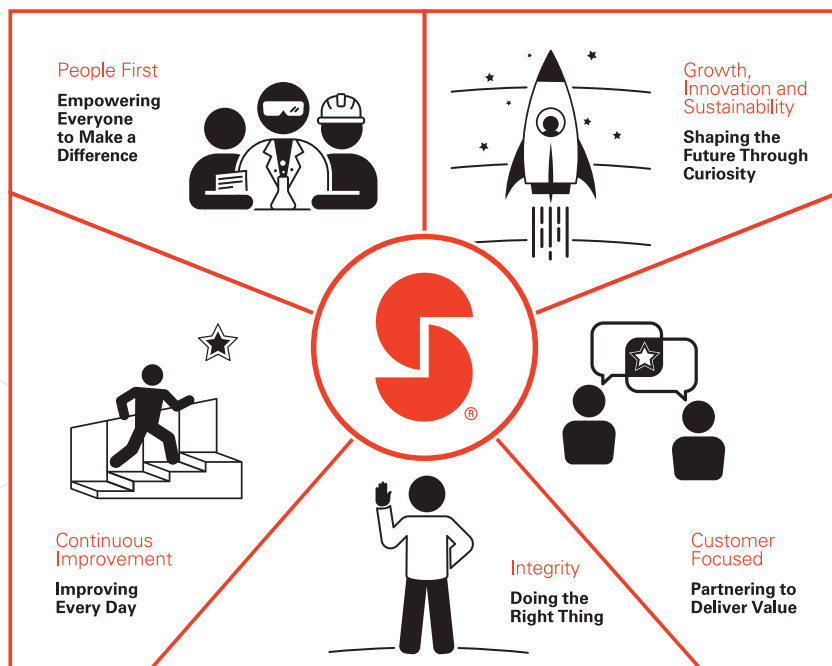 People First
Empowering
Everyone
to Make a
Difference
Growth,
Innovation and
Sustainability
Shaping the
Future Through
Curiosity
S
®
Continuous
Improvement
Improving
Every Day
Integrity
Doing the
Right Thing
Customer
Focused
Partnering to
Deliver Value